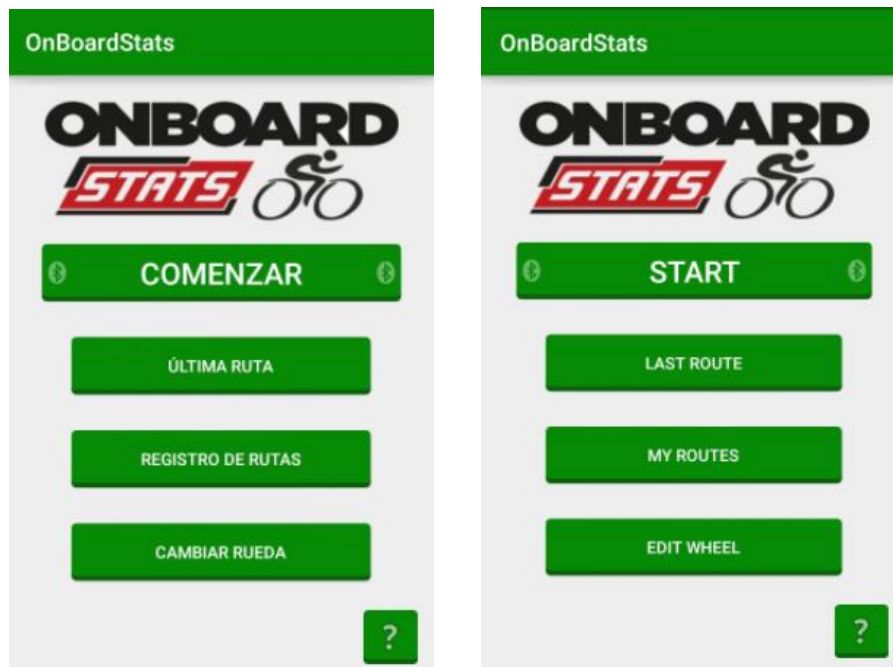 OnBoardStats
ONBOARD
STATS
COMENZAR
ÚLTIMA RUTA
REGISTRO DE RUTAS
CAMBIAR RUEDA
?
OnBoardStats
ONBOARD
STATS
START
LAST ROUTE
MY ROUTES
EDIT WHEEL
?